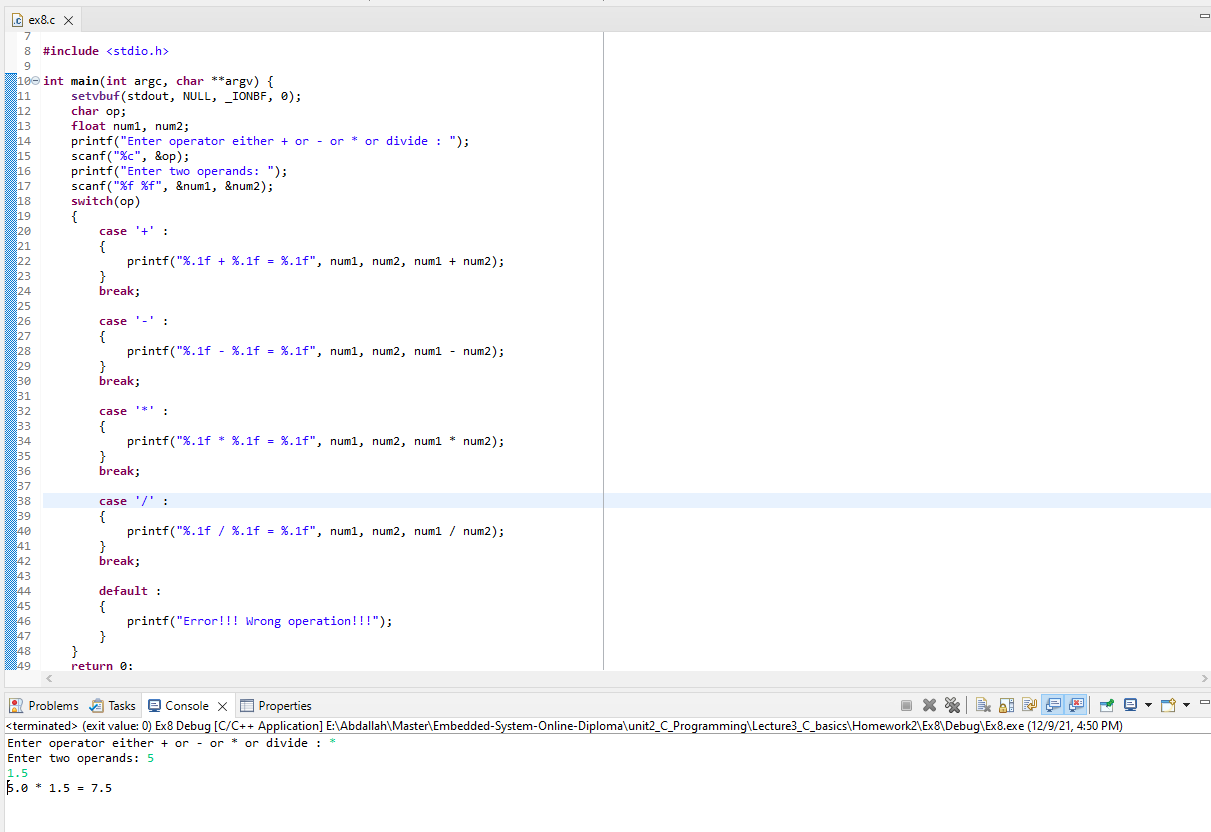 ex8.c
7
8 #include <stdio.h>
9
10 int main(int argc, char **argv) {
11     setvbuf(stdout, NULL, _IONBF, 0);
12     char op;
13     float num1, num2;
14     printf("Enter operator either + or - or * or divide : ");
15     scanf("%c", &op);
16     printf("Enter two operands: ");
17     scanf("%f %f", &num1, &num2);
18     switch(op)
19     {
20         case '+' :
21         {
22             printf("%.1f + %.1f = %.1f", num1, num2, num1 + num2);
23         }
24         break;
25
26         case '-' :
27         {
28             printf("%.1f - %.1f = %.1f", num1, num2, num1 - num2);
29         }
30         break;
31
32         case '*' :
33         {
34             printf("%.1f * %.1f = %.1f", num1, num2, num1 * num2);
35         }
36         break;
37
38         case '/' :
39         {
40             printf("%.1f / %.1f = %.1f", num1, num2, num1 / num2);
41         }
42         break;
43
44         default :
45         {
46             printf("Error!!! Wrong operation!!!");
47         }
48     }
49     return 0;
Problems Tasks Console Properties
<terminated> (exit value: 0) Ex8 Debug [C/C++ Application] E:\Abdallah\Master\Embedded-System-Online-Diploma\unit2_C_Programming\Lecture3_C_basics\Homework2\Ex8\Debug\Ex8.exe (12/9/21, 4:50 PM)
Enter operator either + or - or * or divide : *
Enter two operands: 5
1.5
5.0 * 1.5 = 7.5